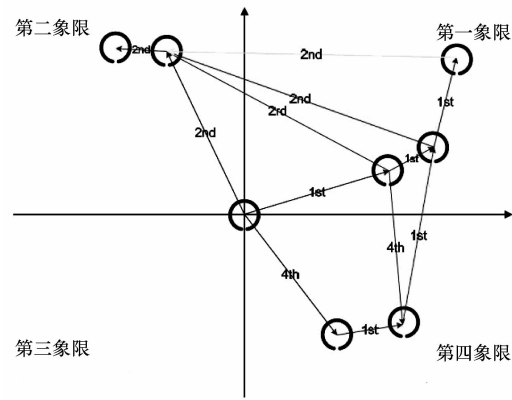 第二象限
第一象限
2nd
2nd
1st
2nd
2rd
2nd
1st
1st
4th
1st
4th
1st
第三象限
第四象限